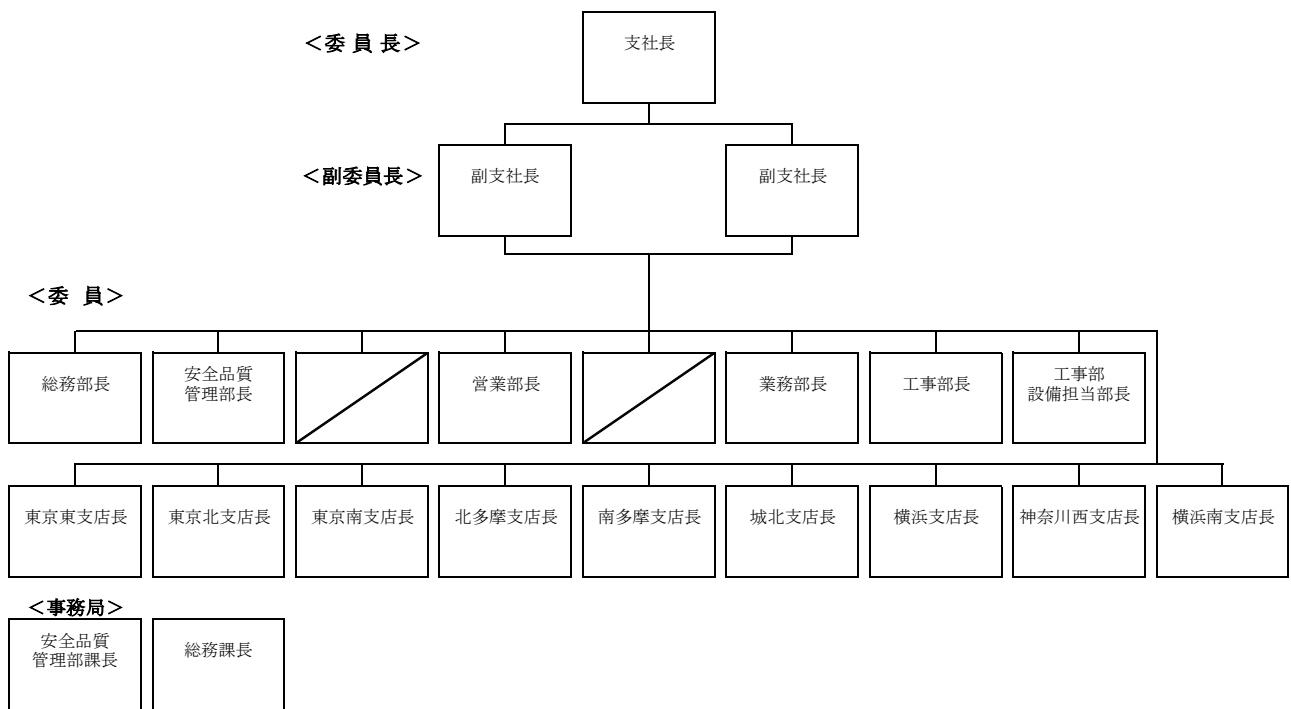 ＜委 員 長＞
支社長
＜副委員長＞
副支社長
副支社長
＜委 員＞
総務部長
安全品質
管理部長
営業部長
業務部長
工事部長
工事部
設備担当部長
東京東支店長
東京北支店長
東京南支店長
北多摩支店長
南多摩支店長
城北支店長
横浜支店長
神奈川西支店長
横浜南支店長
＜事務局＞
安全品質
管理部課長
総務課長